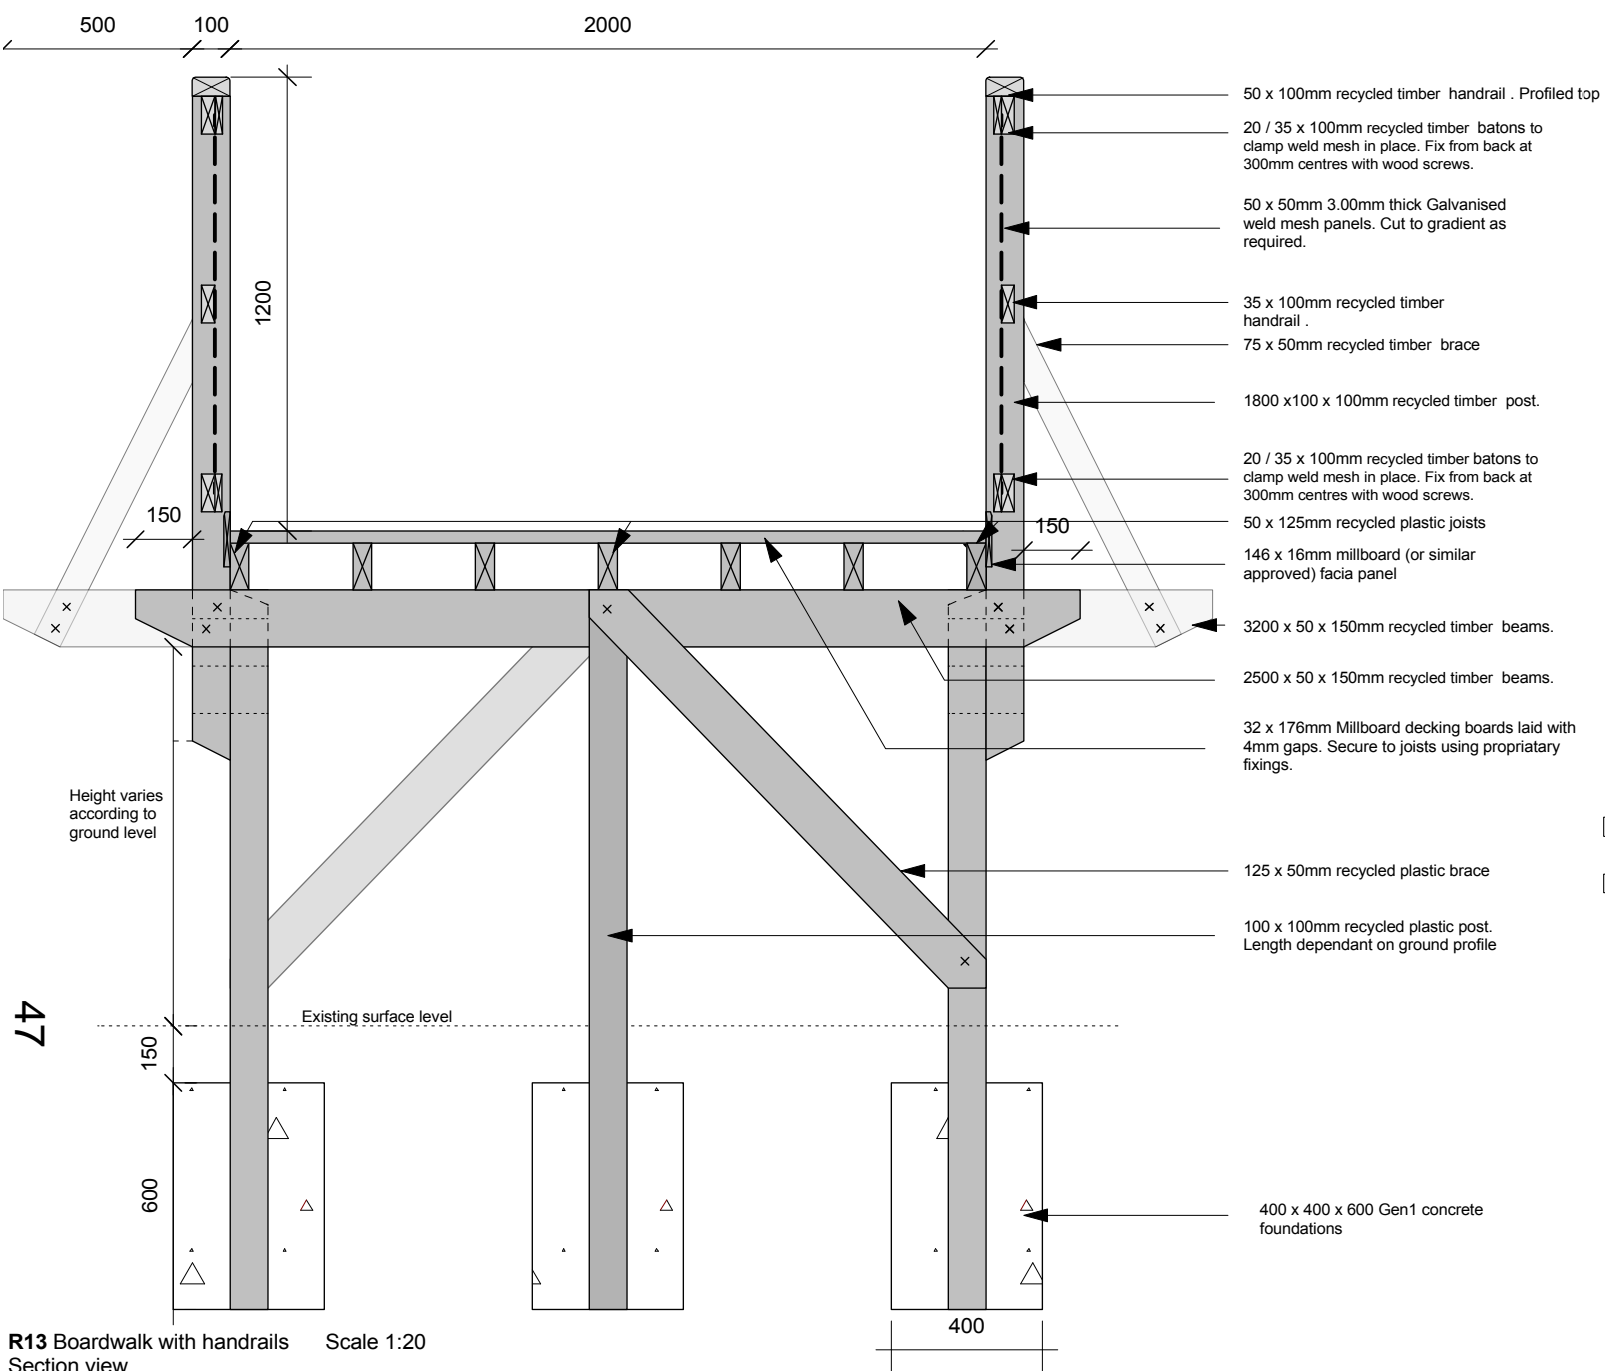 500 100 2000
50 x 100mm recycled timber handrail . Profiled top
20 / 35 x 100mm recycled timber batons to
clamp weld mesh in place. Fix from back at
300mm centres with wood screws.
50 x 50mm 3.00mm thick Galvanised
weld mesh panels. Cut to gradient as
required.
1200
35 x 100mm recycled timber
handrail .
75 x 50mm recycled timber brace
1800 x100 x 100mm recycled timber post.
20 / 35 x 100mm recycled timber batons to
clamp weld mesh in place. Fix from back at
300mm centres with wood screws.
150
150
50 x 125mm recycled plastic joists
146 x 16mm millboard (or similar
approved) facia panel
3200 x 50 x 150mm recycled timber beams.
2500 x 50 x 150mm recycled timber beams.
32 x 176mm Millboard decking boards laid with
4mm gaps. Secure to joists using propriatary
fixings.
Height varies
according to
ground level
125 x 50mm recycled plastic brace
100 x 100mm recycled plastic post.
Length dependant on ground profile
47
Existing surface level
150
600
400 x 400 x 600 Gen1 concrete
foundations
400
R13 Boardwalk with handrails Scale 1:20
Section view